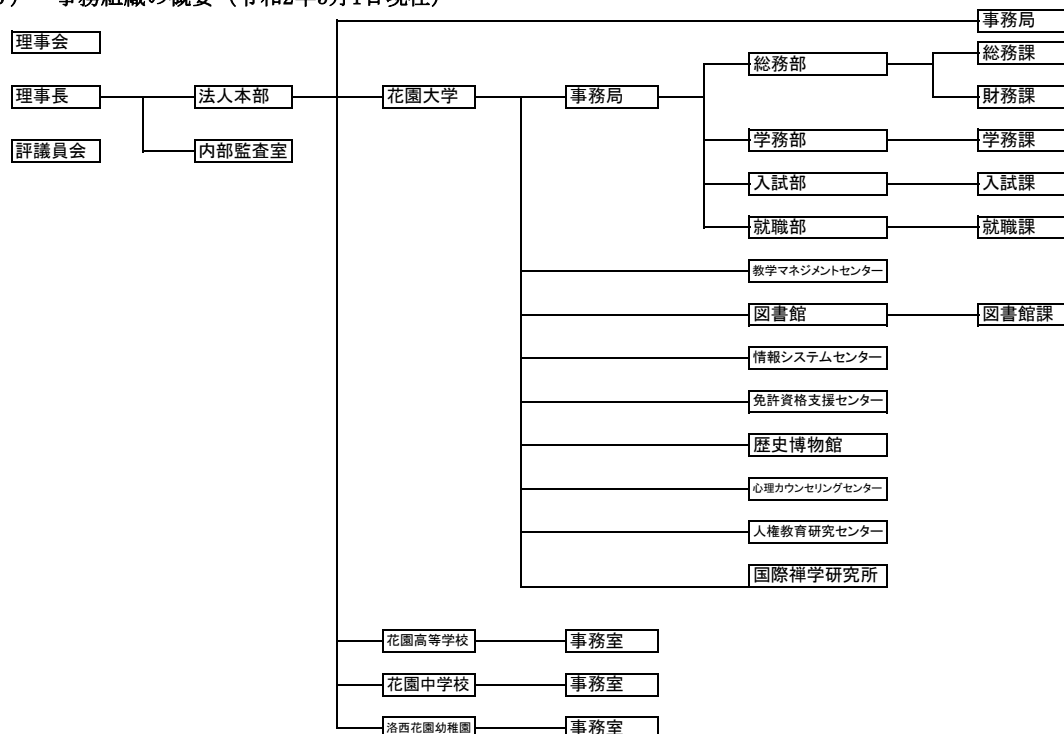 事務組織の概要（令和2年5月1日現在）
事務局
理事会
総務課
総務部
理事長
法人本部
花園大学
事務局
財務課
評議員会
内部監査室
学務部
学務課
入試部
入試課
就職部
就職課
教学マネジメントセンター
図書館
図書館課
情報システムセンター
免許資格支援センター
歴史博物館
心理カウンセリングセンター
人権教育研究センター
国際禅学研究所
花園高等学校
事務室
花園中学校
事務室
洛西花園幼稚園
事務室